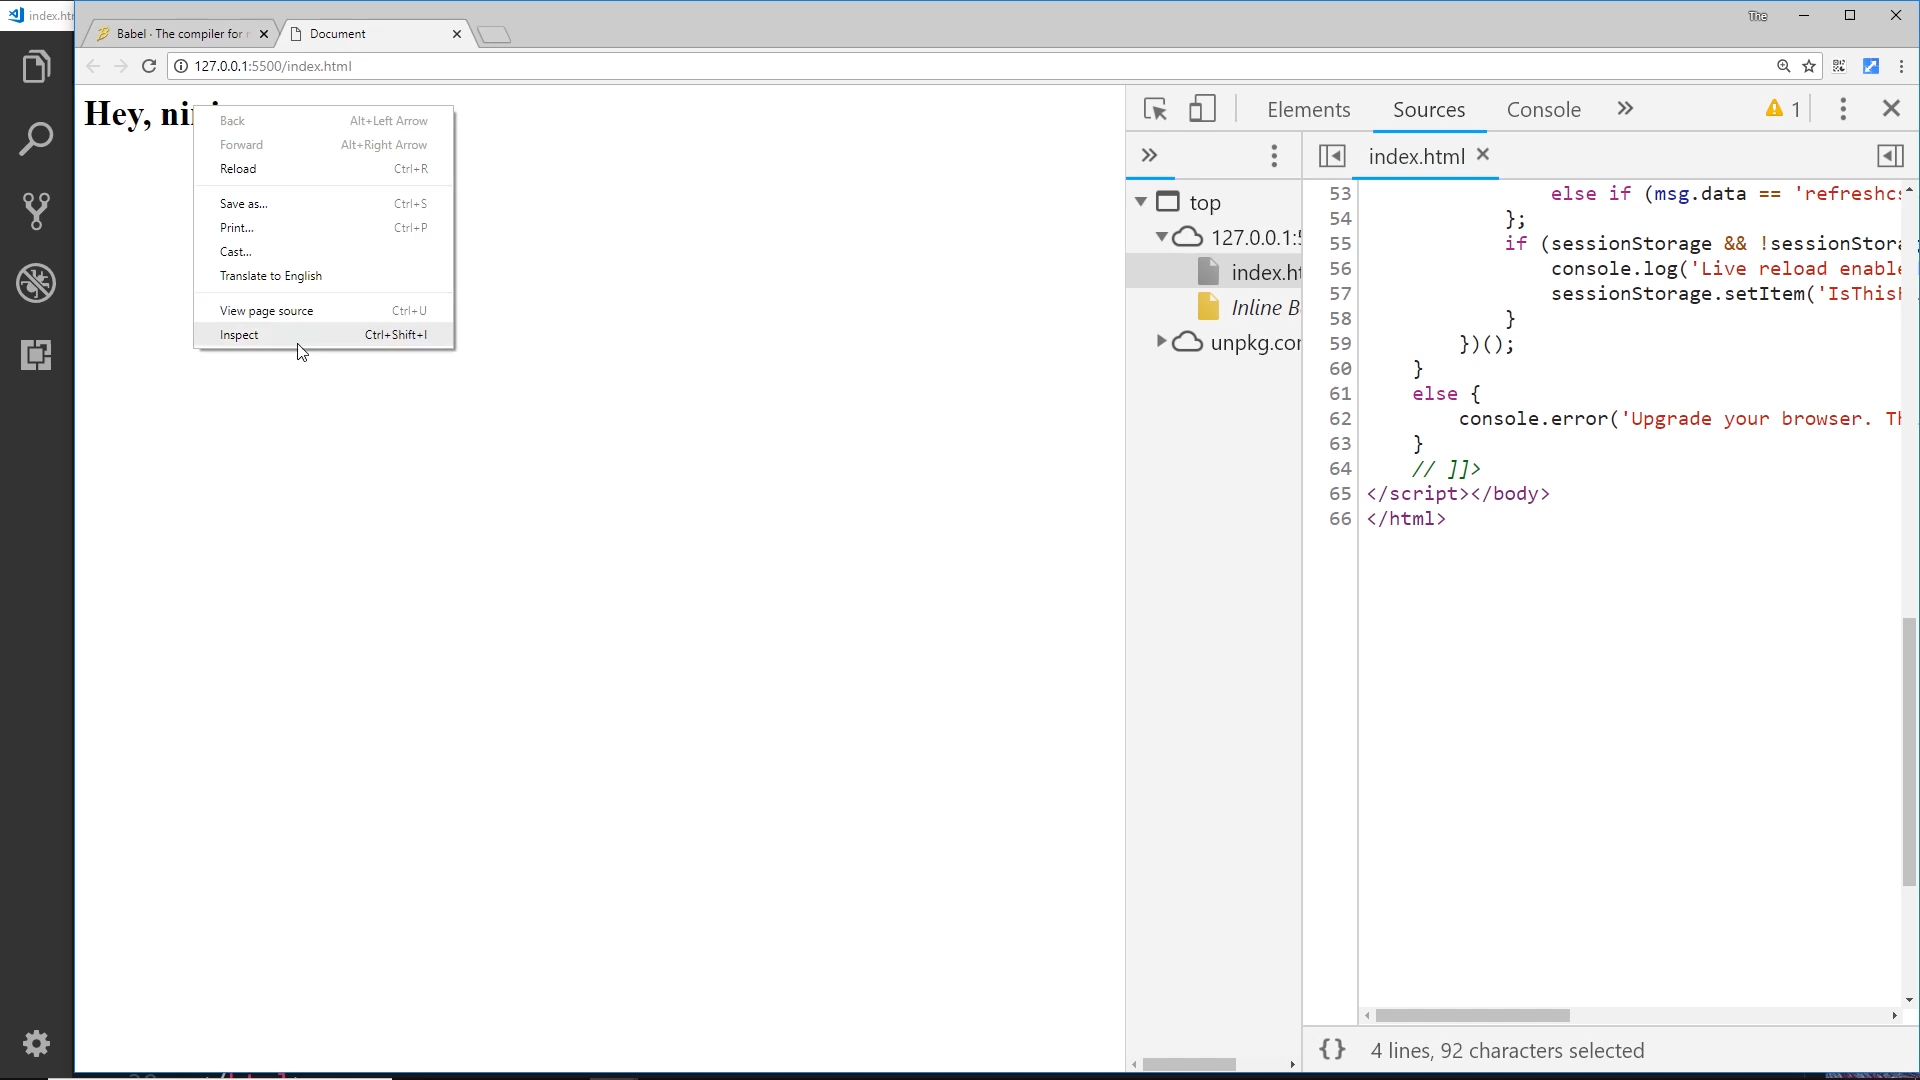 index.ht
Babel · The compiler for
Document
The
127.0.0.1:5500/index.html
Hey,
Back Alt+Left Arrow
Forward Alt+Right Arrow
Reload Ctrl+R
Save as... Ctrl+S
Print... Ctrl+P
Cast...
Translate to English
View page source Ctrl+U
Inspect Ctrl+Shift+I
Elements Sources Console 1
index.html
top
127.0.0.1:5
index.ht
Inline B
unpkg.cor
53 else if (msg.data == 'refreshcs
54 };
55 if (sessionStorage && !sessionStora
56 console.log('Live reload enable
57 sessionStorage.setItem('IsThis
58 }
59 })();
60 }
61 else {
62 console.error('Upgrade your browser. Th
63 }
64 // ]]>
65 </script></body>
66 </html>
{} 4 lines, 92 characters selected